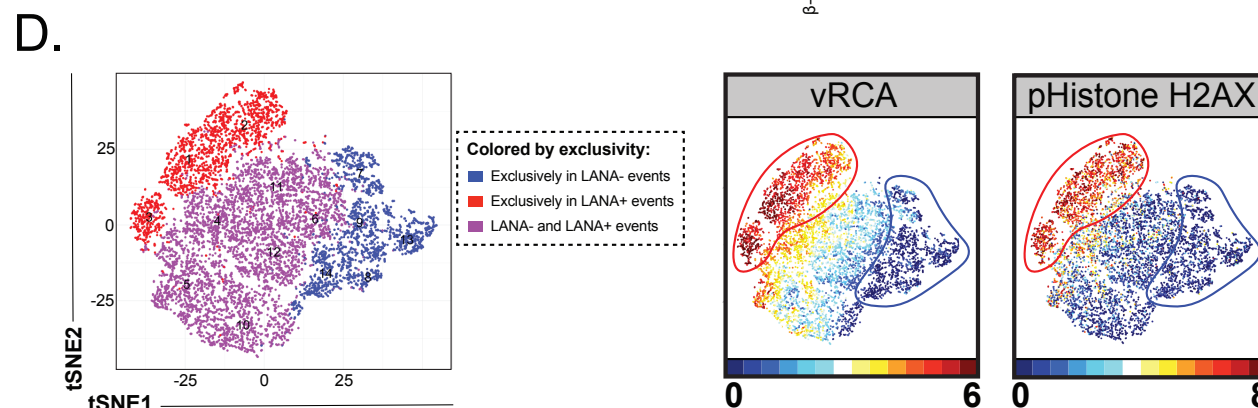 D.
β-
tSNE2
25
0
-25
-25 0 25
tSNE1
1
2
3
4
5
6
7
8
9
10
11
12
13
14
Colored by exclusivity:
Exclusively in LANA- events
Exclusively in LANA+ events
LANA- and LANA+ events
vRCA
0 6
pHistone H2AX
0 8